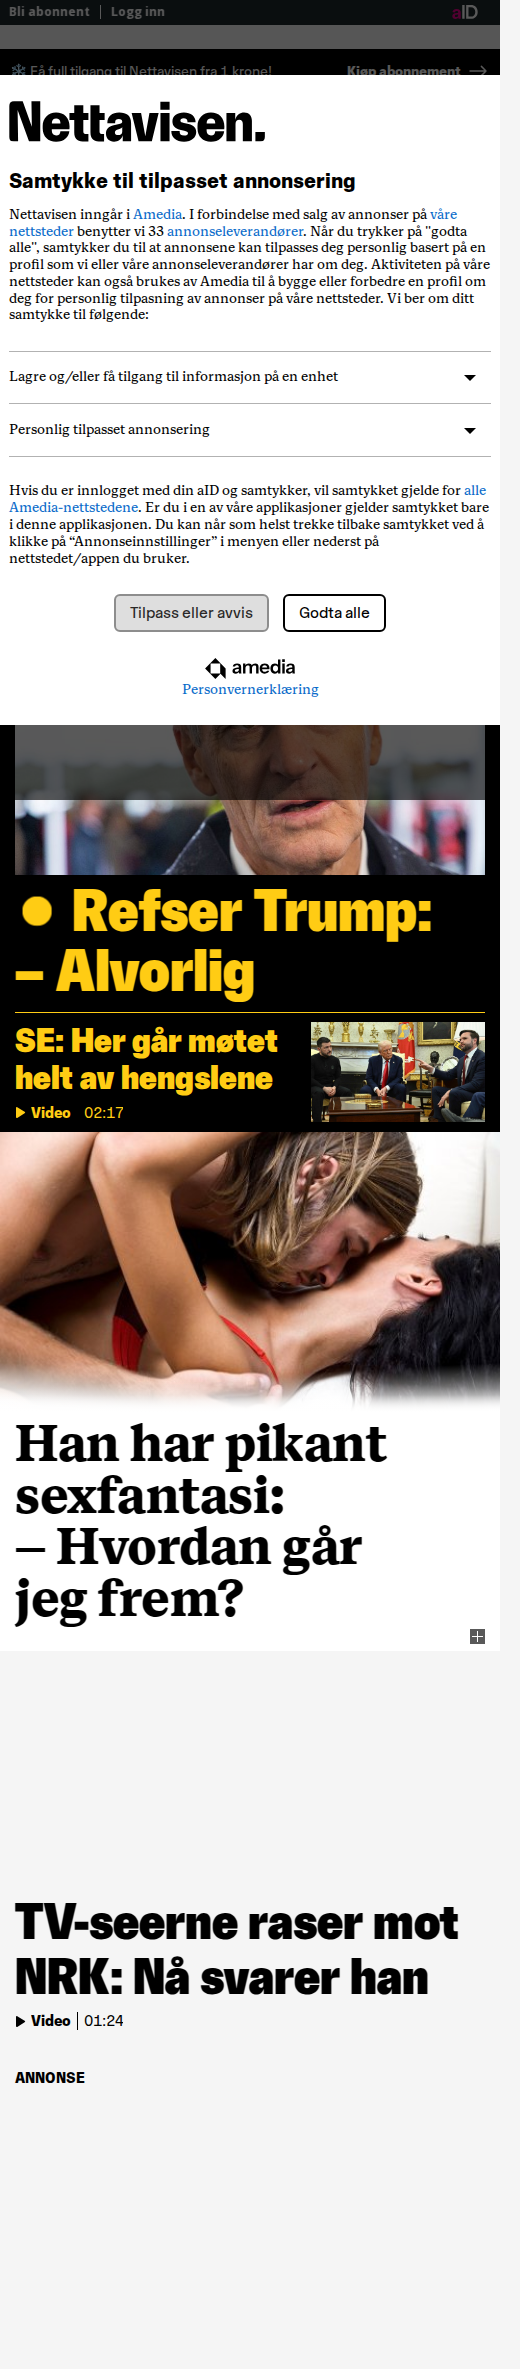 Bli abonnent | Logg inn
aID
Få full tilgang til Nettavisen fra 1 krone!
Kjøp abonnement →
Nettavisen.
Samtykke til tilpasset annonsering
Nettavisen inngår i Amedia. I forbindelse med salg av annonser på våre
nettsteder benytter vi 33 annonseleverandører. Når du trykker på "godta
alle", samtykker du til at annonsene kan tilpasses deg personlig basert på en
profil som vi eller våre annonseleverandører har om deg. Aktiviteten på våre
nettsteder kan også brukes av Amedia til å bygge eller forbedre en profil om
deg for personlig tilpasning av annonser på våre nettsteder. Vi ber om ditt
samtykke til følgende:
Lagre og/eller få tilgang til informasjon på en enhet
Personlig tilpasset annonsering
Hvis du er innlogget med din aID og samtykker, vil samtykket gjelde for alle
Amedia-nettstedene. Er du i en av våre applikasjoner gjelder samtykket bare
i denne applikasjonen. Du kan når som helst trekke tilbake samtykket ved å
klikke på “Annonseinnstillinger” i menyen eller nederst på
nettstedet/appen du bruker.
Tilpass eller avvis
Godta alle
amedia
Personvernerklæring
Refser Trump:
– Alvorlig
SE: Her går møtet
helt av hengslene
Video 02:17
Han har pikant
sexfantasi:
– Hvordan går
jeg frem?
TV-seerne raser mot
NRK: Nå svarer han
Video | 01:24
ANNONSE